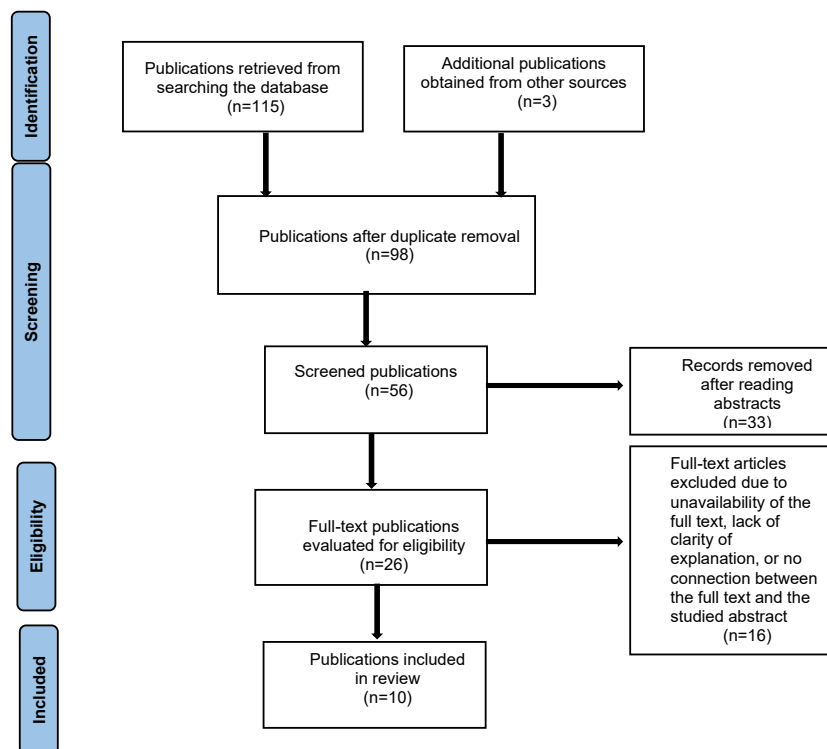 Identification
Publications retrieved from
searching the database
(n=115)
Additional publications
obtained from other sources
(n=3)
Screening
Publications after duplicate removal
(n=98)
Screened publications
(n=56)
Records removed
after reading
abstracts
(n=33)
Eligibility
Full-text publications
evaluated for eligibility
(n=26)
Full-text articles
excluded due to
unavailability of the
full text, lack of
clarity of
explanation, or no
connection between
the full text and the
studied abstract
(n=16)
Included
Publications included
in review
(n=10)